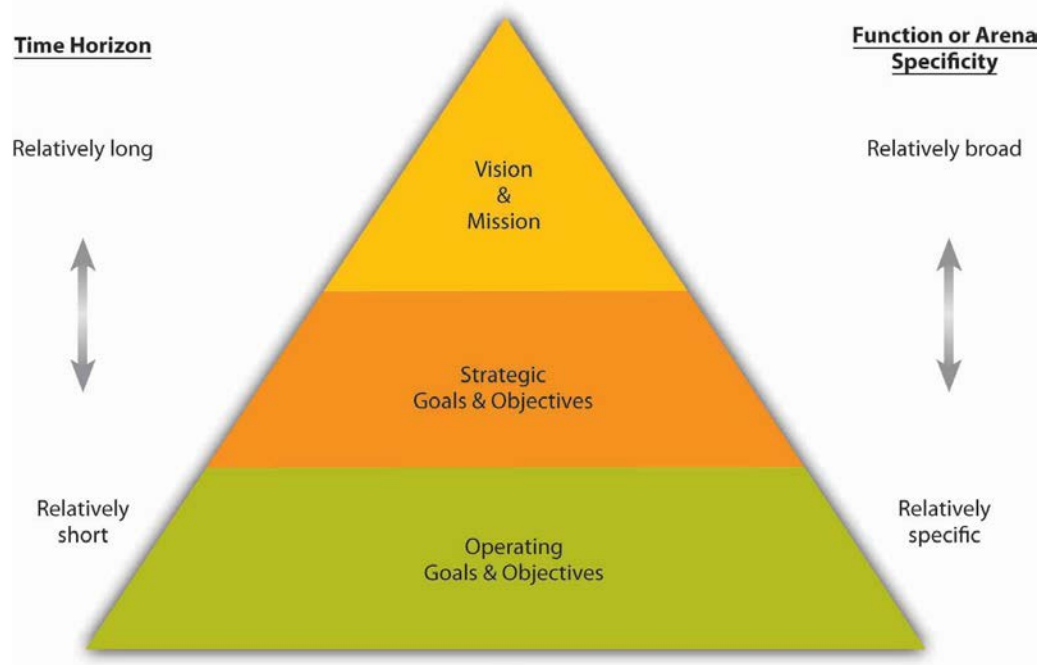 Time Horizon
Relatively long
Relatively
short
Vision
&
Mission
Strategic
Goals & Objectives
Operating
Goals & Objectives
Function or Arena
Specificity
Relatively broad
Relatively
specific